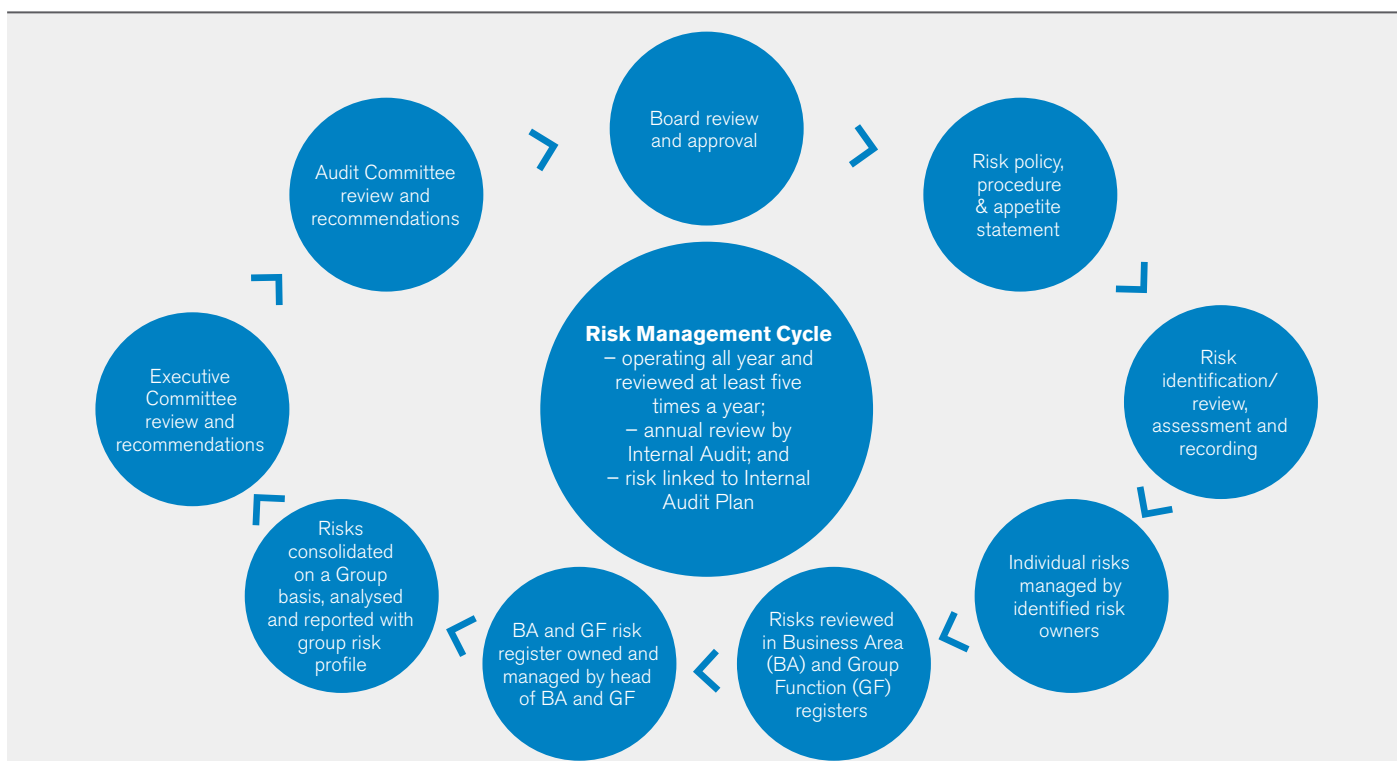 Board review
and approval
Risk policy,
procedure
& appetite
statement
Risk
identification/
review,
assessment and
recording
Individual risks
managed by
identified risk
owners
Risks reviewed
in Business Area
(BA) and Group
Function (GF)
registers
BA and GF risk
register owned and
managed by head
of BA and GF
Risks
consolidated
on a Group
basis, analysed
and reported with
group risk
profile
Executive
Committee
review and
recommendations
Audit Committee
review and
recommendations
Risk Management Cycle
– operating all year and
reviewed at least five
times a year;
– annual review by
Internal Audit; and
– risk linked to Internal
Audit Plan